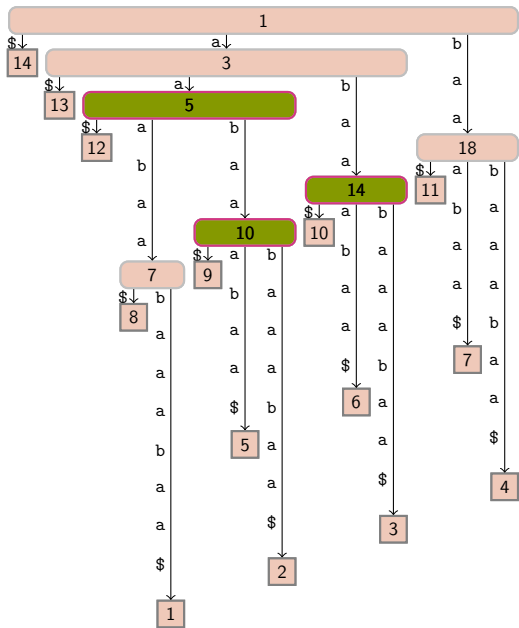 1
$ a b
14 3 a
$ a b a
13 5
$ a b a
12 18
b a a $ a b
14 11
a a $ 10 a b b a
10
a $ a b b a a a
7 9
$ b b a a a a a
8
a a a a a $ b
a a a $ b 7 a
a $ b 6 a a
b 5 a a $
a a $ 4
a $ 3
$ 2
1